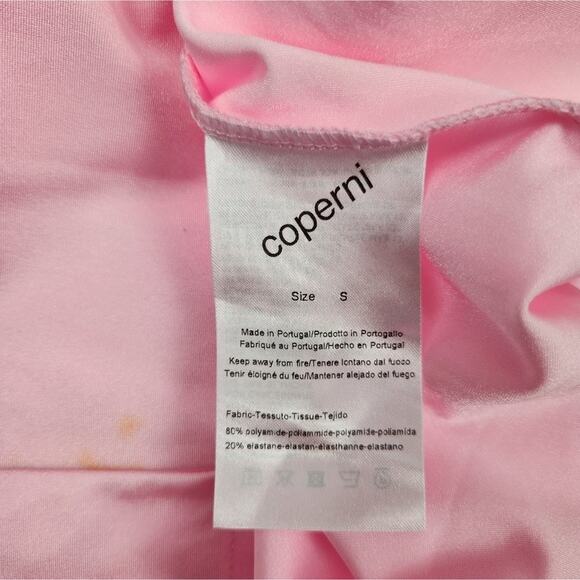 coperni
Size S
Made in Portugal/Prodotto in Portogallo
Fabriqué au Portugal/Hecho en Portugal
Keep away from fire/Tenere lontano dal fuoco
Tenir éloigné du feu/Mantener alejado del fuego
Fabric-Tessuto-Tissue-Tejido
80% polyamide-poliammide-polyamide-poliamida
20% elastane-elastan-élasthanne-elastano